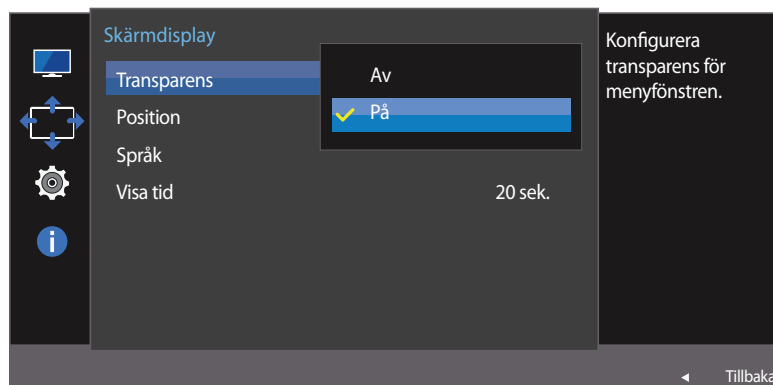 Skärmdisplay
Transparens
Av
På
Position
Språk
Visa tid 20 sek.
Konfigurera
transparens för
menyfönstren.
Tillbaka